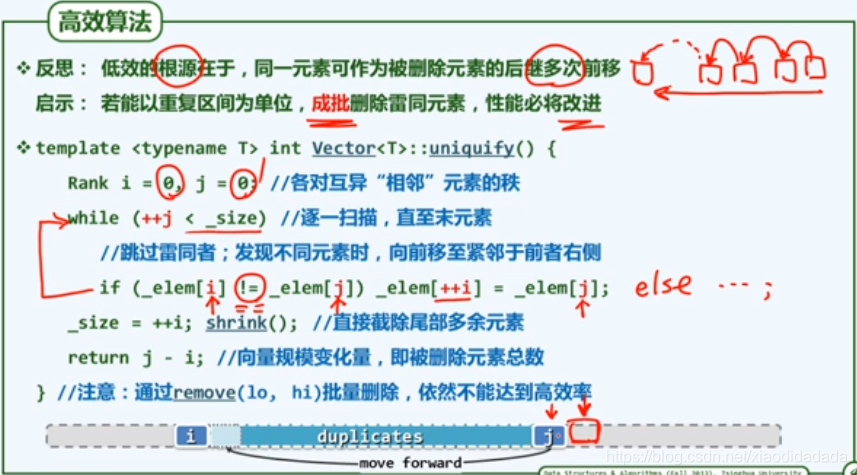 高效算法
❖ 反思：低效的根源在于，同一元素可作为被删除元素的后继多次前移
启示：若能以重复区间为单位，成批删除雷同元素，性能必将改进
❖ template <typename T> int Vector<T>::uniquify() {
Rank i = 0, j = 0; //各对互异“相邻”元素的秩
while (++j < _size) //逐一扫描，直至末元素
//跳过雷同者；发现不同元素时，向前移至紧邻于前者右侧
if (_elem[i] != _elem[j]) _elem[++i] = _elem[j]; else ... ;
_size = ++i; shrink(); //直接截除尾部多余元素
return j - i; //向量规模变化量，即被删除元素总数
} //注意：通过remove(lo, hi)批量删除，依然不能达到高效率
i duplicates j
move forward
https://blog.csdn.net/xiaodidadada
Data Structures & Algorithms (Fall 2013), Tsinghua University